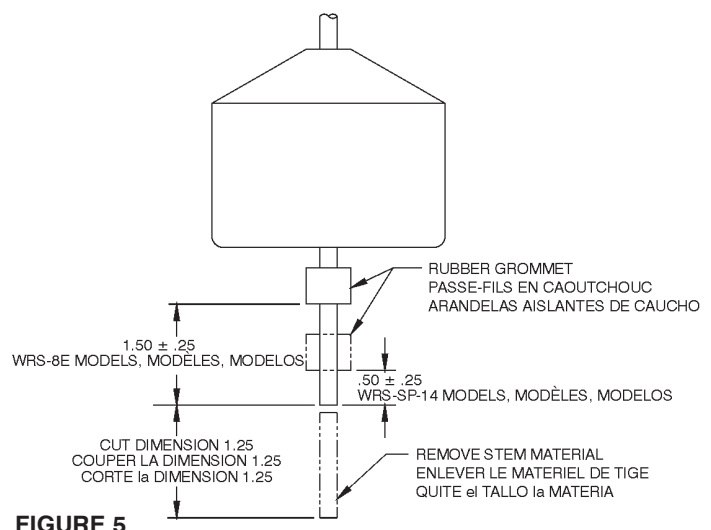 RUBBER GROMMET
PASSE-FILS EN CAOUTCHOUC
ARANDELAS AISLANTES DE CAUCHO
1.50 ± .25
WRS-8E MODELS, MODÈLES, MODELOS
.50 ± .25
WRS-SP-14 MODELS, MODÈLES, MODELOS
CUT DIMENSION 1.25
COUPER LA DIMENSION 1.25
CORTE la DIMENSION 1.25
REMOVE STEM MATERIAL
ENLEVER LE MATERIEL DE TIGE
QUITE el TALLO la MATERIA
FIGURE 5